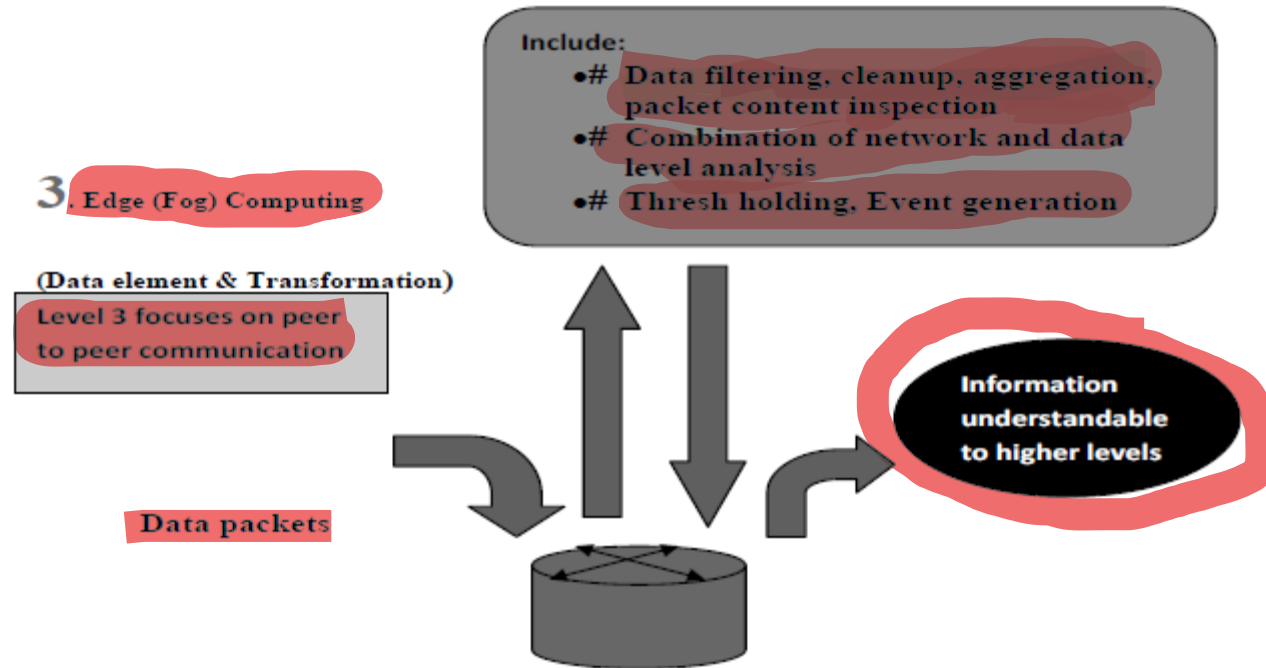 Include:
•# Data filtering, cleanup, aggregation,
packet content inspection
•# Combination of network and data
level analysis
•# Thresh holding, Event generation
3. Edge (Fog) Computing
(Data element & Transformation)
Level 3 focuses on peer
to peer communication
Data packets
Information
understandable
to higher levels